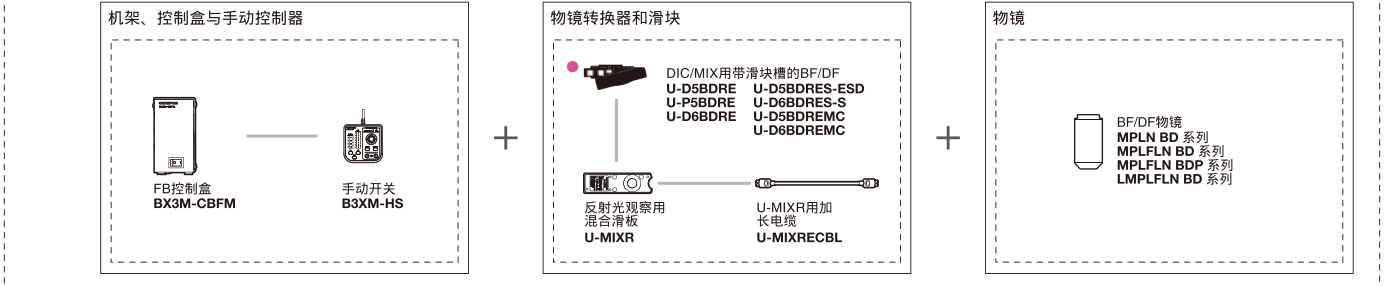 机架、控制盒与手动控制器
FB控制盒
BX3M-CBFM
手动开关
B3XM-HS
物镜转换器和滑块
DIC/MIX用带滑块槽的BF/DF
U-D5BDRE U-D5BDRES-ESD
U-P5BDRE U-D6BDRES-S
U-D6BDRE U-D5BDREMC
U-D6BDREMC
反射光观察用
混合滑板
U-MIXR
U-MIXR用加
长电缆
U-MIXRECBL
物镜
BF/DF物镜
MPLN BD 系列
MPLFLN BD 系列
MPLFLN BDP 系列
LMPLFLN BD 系列